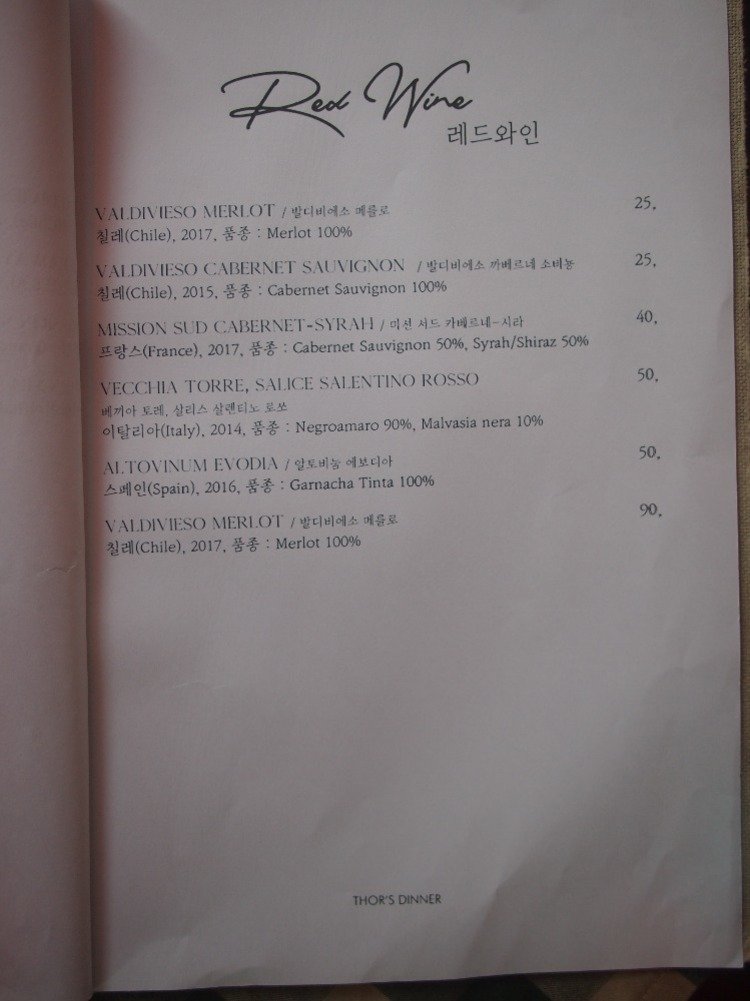 Red Wine
레드와인
VALDIVIESO MERLOT / 발디비에소 메를로 25,
칠레(Chile), 2017, 품종 : Merlot 100%
VALDIVIESO CABERNET SAUVIGNON / 발디비에소 까베르네 소비뇽 25,
칠레(Chile), 2015, 품종 : Cabernet Sauvignon 100%
MISSION SUD CABERNET-SYRAH / 미션 서드 카베르네-시라 40,
프랑스(France), 2017, 품종 : Cabernet Sauvignon 50%, Syrah/Shiraz 50%
VECCHIA TORRE, SALICE SALENTINO ROSSO 50,
베끼아 토레, 살리스 살렌티노 로쏘
이탈리아(Italy), 2014, 품종 : Negroamaro 90%, Malvasia nera 10%
ALTOVINUM EVODIA / 알토비늄 에보디아 50,
스페인(Spain), 2016, 품종 : Garnacha Tinta 100%
VALDIVIESO MERLOT / 발디비에소 메를로 90,
칠레(Chile), 2017, 품종 : Merlot 100%
THOR'S DINNER